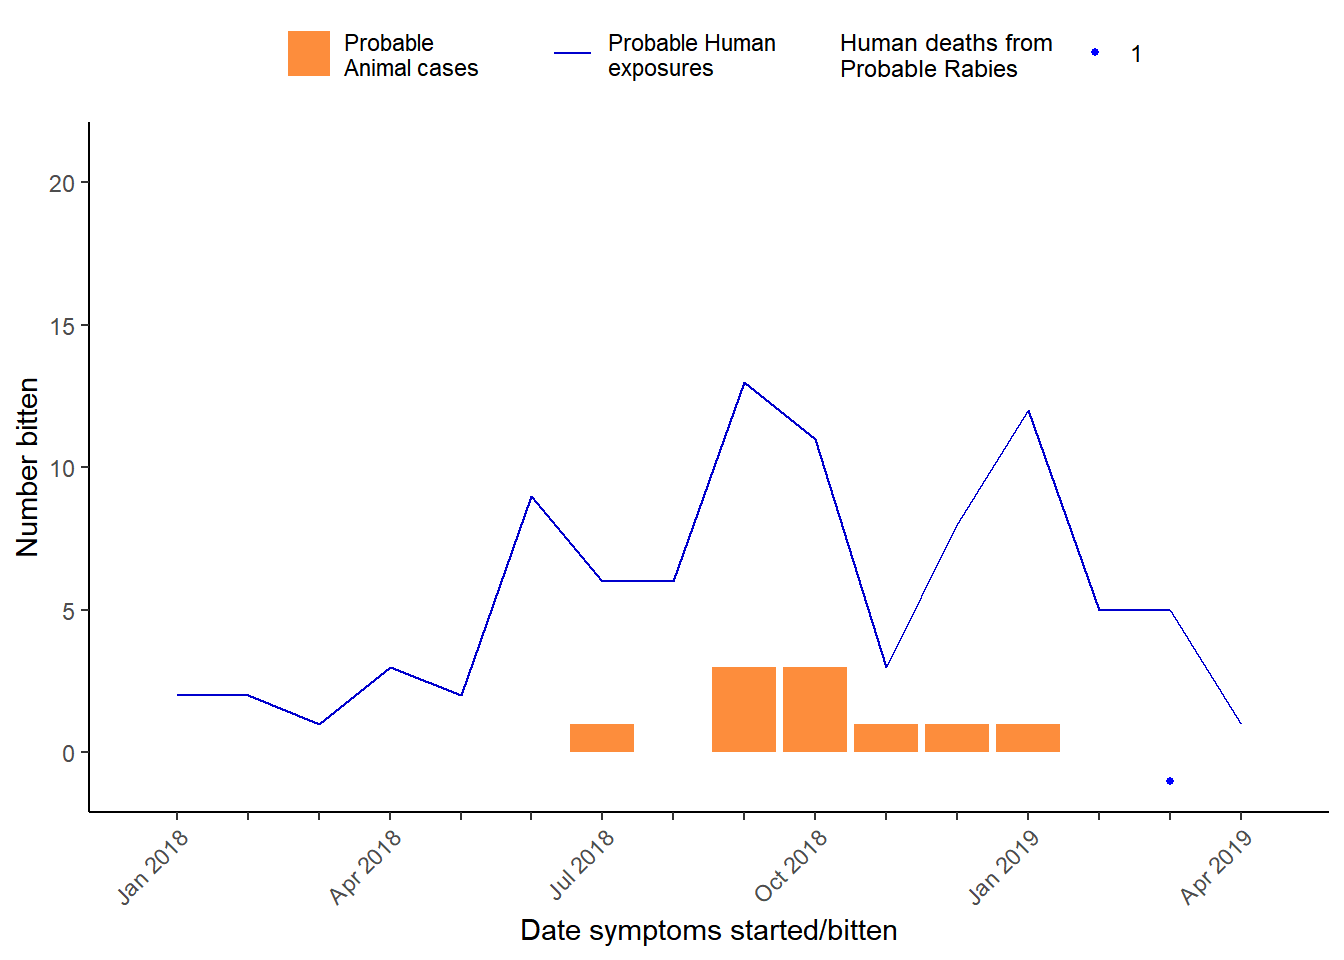 Probable
Animal cases
Probable Human
exposures
Human deaths from
Probable Rabies
1
Number bitten
20
15
10
5
0
Jan 2018
Apr 2018
Jul 2018
Oct 2018
Jan 2019
Apr 2019
Date symptoms started/bitten